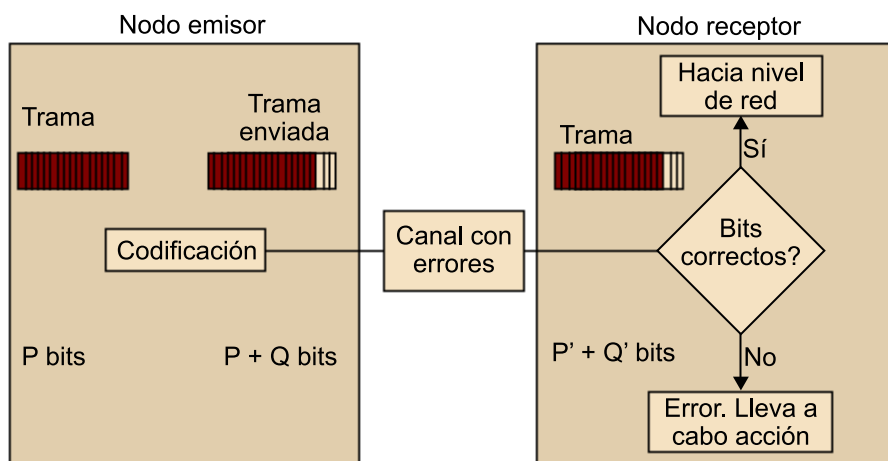 Nodo emisor
Trama
Trama
enviada
Codificación
P bits
P + Q bits
Canal con
errores
Nodo receptor
Hacia nivel
de red
Trama
Sí
Bits
correctos?
P’ + Q’ bits
No
Error. Lleva a
cabo acción